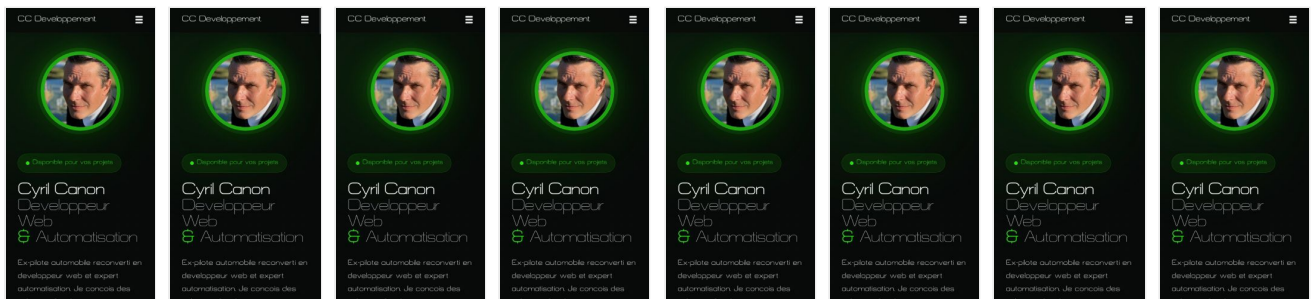 CC Developpement
Disponible pour vos projets
Cyril Canon
Developpeur
Web
& Automatisation
Ex-pilote automobile reconverti en
developpeur web et expert
automatisation. Je concois des
CC Developpement
Disponible pour vos projets
Cyril Canon
Developpeur
Web
& Automatisation
Ex-pilote automobile reconverti en
developpeur web et expert
automatisation. Je concois des
CC Developpement
Disponible pour vos projets
Cyril Canon
Developpeur
Web
& Automatisation
Ex-pilote automobile reconverti en
developpeur web et expert
automatisation. Je concois des
CC Developpement
Disponible pour vos projets
Cyril Canon
Developpeur
Web
& Automatisation
Ex-pilote automobile reconverti en
developpeur web et expert
automatisation. Je concois des
CC Developpement
Disponible pour vos projets
Cyril Canon
Developpeur
Web
& Automatisation
Ex-pilote automobile reconverti en
developpeur web et expert
automatisation. Je concois des
CC Developpement
Disponible pour vos projets
Cyril Canon
Developpeur
Web
& Automatisation
Ex-pilote automobile reconverti en
developpeur web et expert
automatisation. Je concois des
CC Developpement
Disponible pour vos projets
Cyril Canon
Developpeur
Web
& Automatisation
Ex-pilote automobile reconverti en
developpeur web et expert
automatisation. Je concois des
CC Developpement
Disponible pour vos projets
Cyril Canon
Developpeur
Web
& Automatisation
Ex-pilote automobile reconverti en
developpeur web et expert
automatisation. Je concois des